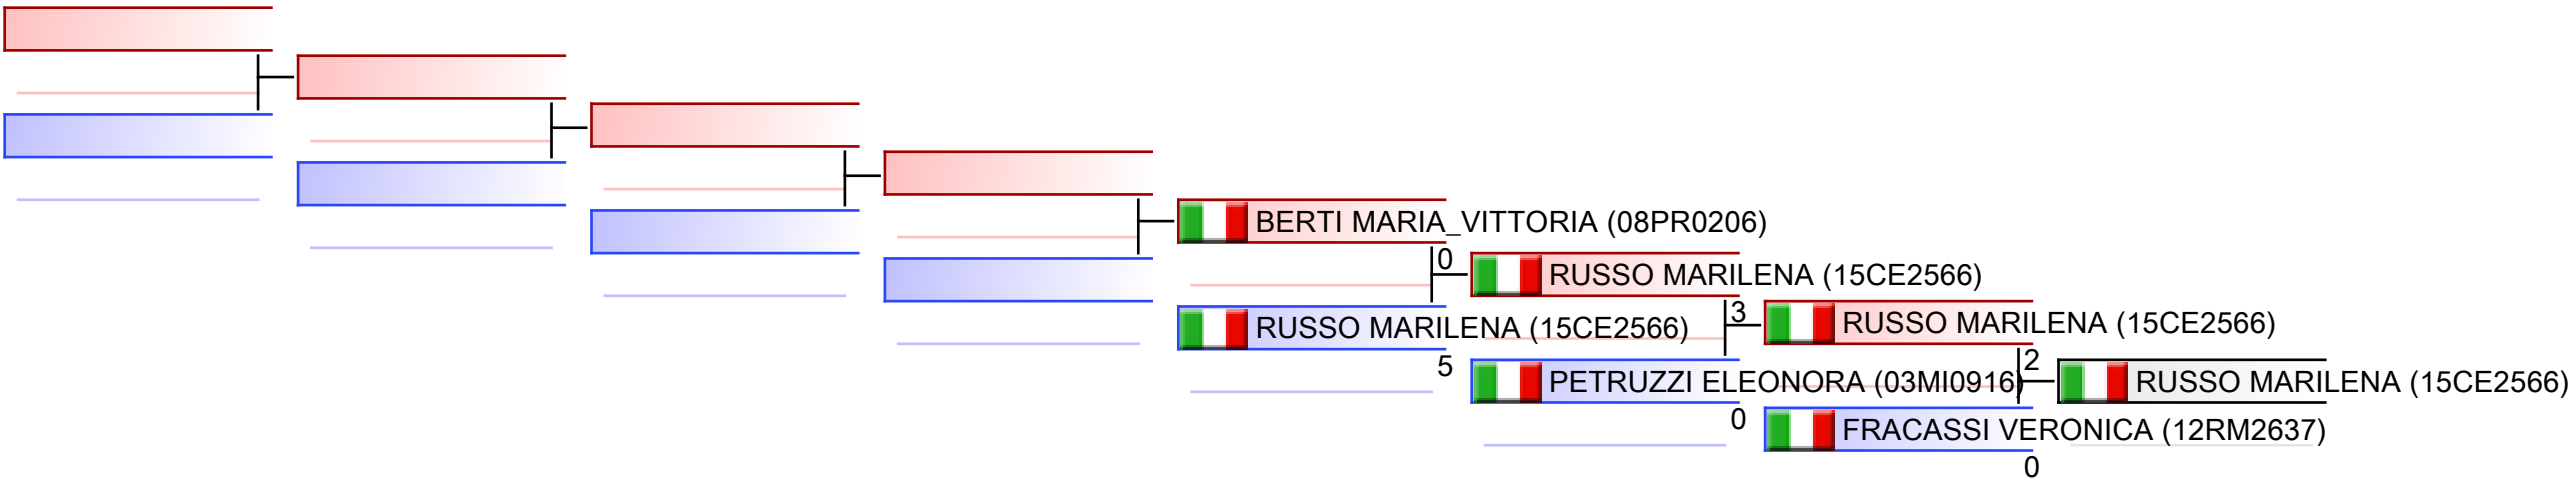 BERTI MARIA_VITTORIA (08PR0206)
0
RUSSO MARILENA (15CE2566)
3
RUSSO MARILENA (15CE2566)
RUSSO MARILENA (15CE2566)
2
5
PETRUZZI ELEONORA (03MI0916)
RUSSO MARILENA (15CE2566)
0
FRACASSI VERONICA (12RM2637)
0